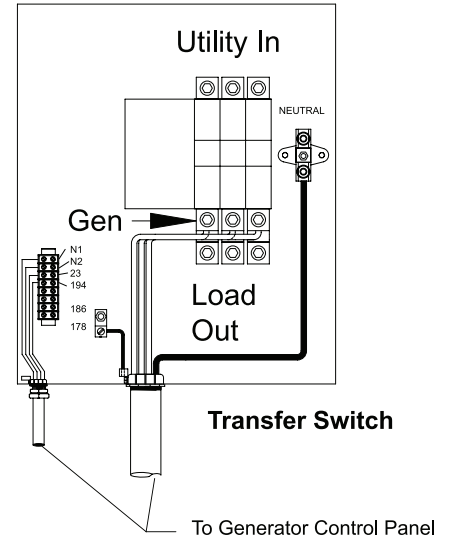 Utility In
NEUTRAL
Gen
N1
N2
23
194
186
178
Load
Out
Transfer Switch
To Generator Control Panel